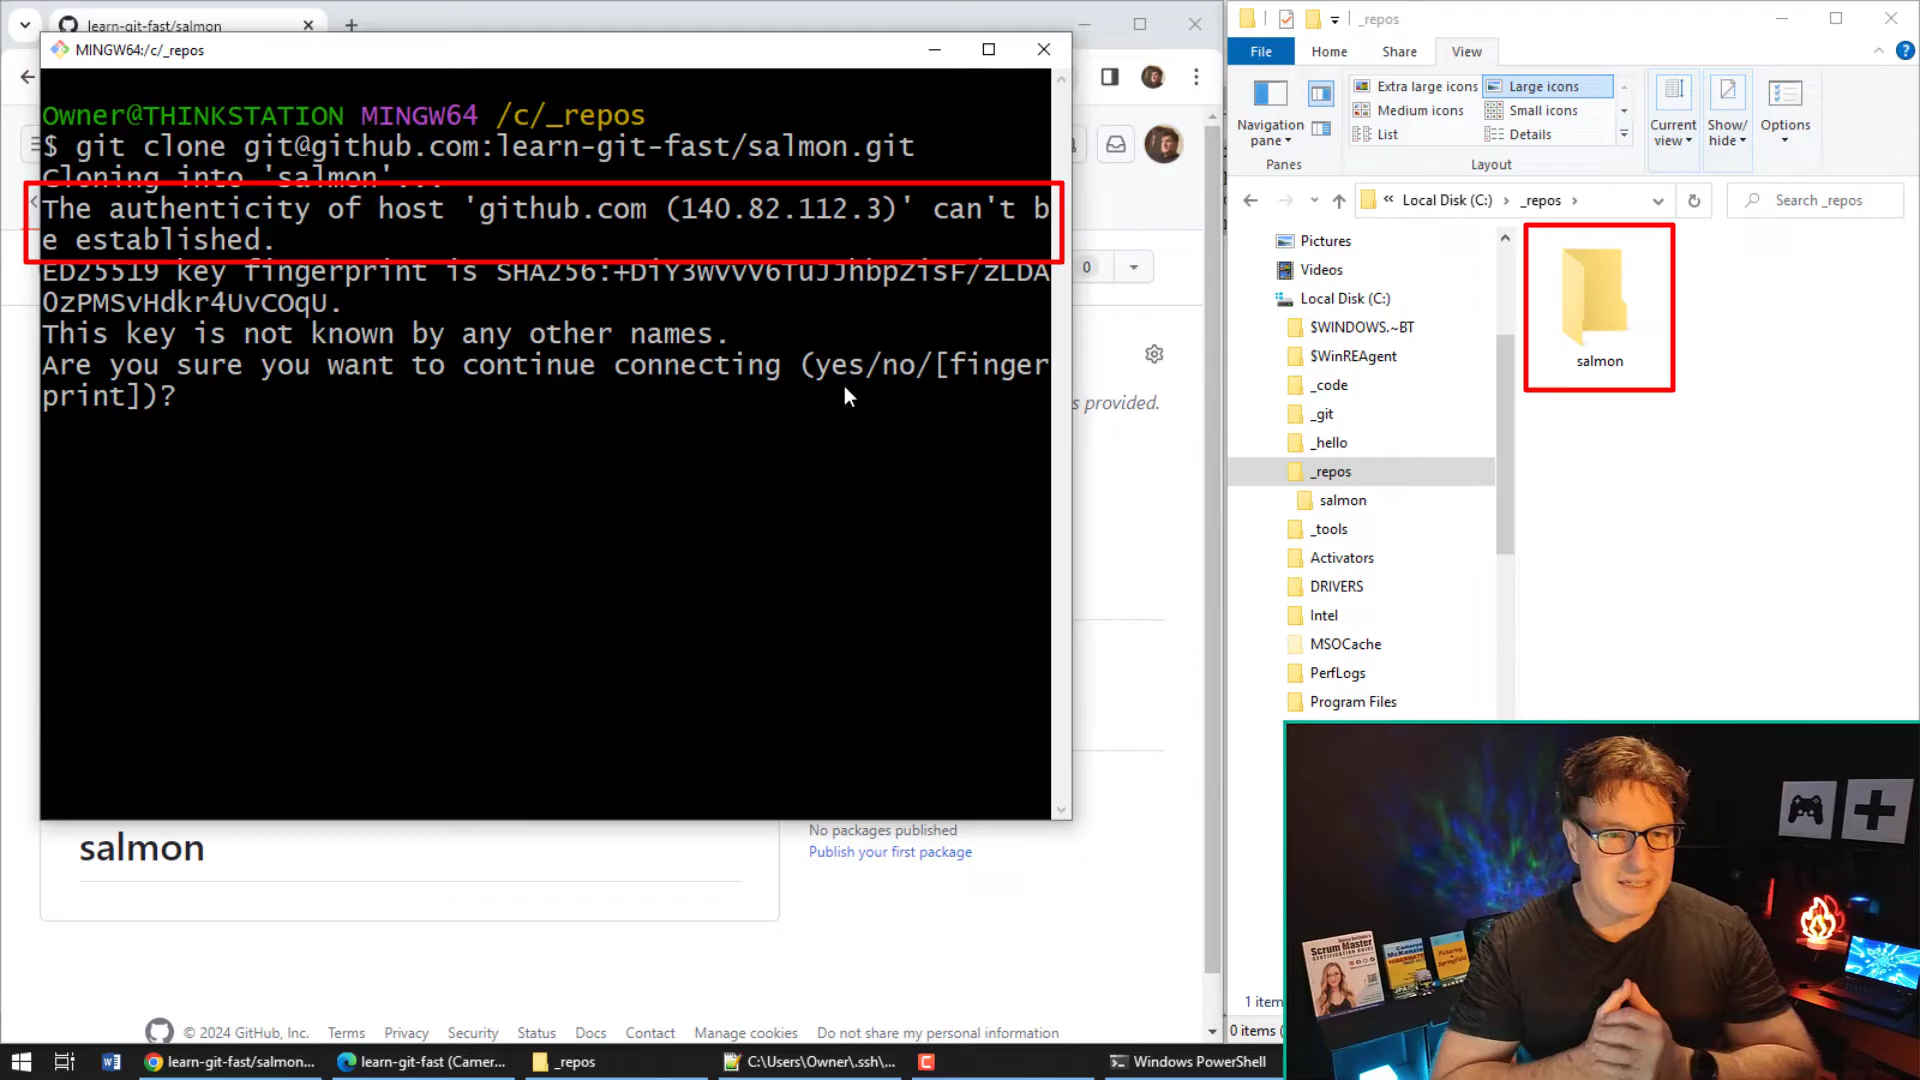 learn-git-fast/salmon
MINGW64:/c/_repos
Owner@THINKSTATION MINGW64 /c/_repos
$ git clone git@github.com:learn-git-fast/salmon.git
Cloning into 'salmon'...
The authenticity of host 'github.com (140.82.112.3)' can't b
e established.
ED25519 key fingerprint is SHA256:+DiY3wvvV6TuJJhbpZisF/zLDA
0zPMSvHdkr4UvCOqU.
This key is not known by any other names.
Are you sure you want to continue connecting (yes/no/[finger
print])?
0
s provided.
salmon
No packages published
Publish your first package
© 2024 GitHub, Inc. Terms Privacy Security Status Docs Contact Manage cookies Do not share my personal information
_repos
File Home Share View
Navigation pane
Extra large icons
Large icons
Medium icons
Small icons
List
Details
Current view
Show/hide
Options
Panes
Layout
« Local Disk (C:) › _repos ›
Search _repos
Pictures
Videos
Local Disk (C:)
$WINDOWS.~BT
$WinREAgent
_code
_git
_hello
_repos
salmon
_tools
Activators
DRIVERS
Intel
MSOCache
PerfLogs
Program Files
salmon
1 item
0 items (
Scrum Master
learn-git-fast/salmon...
learn-git-fast (Camer...
_repos
C:\Users\Owner\.ssh\...
Windows PowerShell